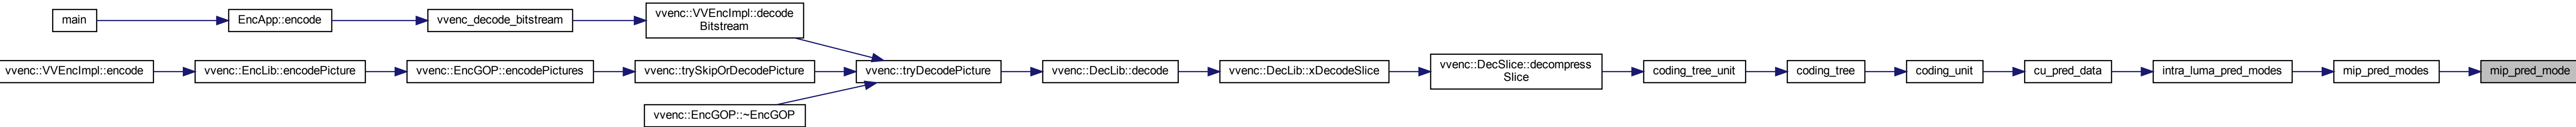 main
EncApp::encode
vvenc_decode_bitstream
vvenc::VVEncImpl::decode
Bitstream
vvenc::VVEncImpl::encode
vvenc::EncLib::encodePicture
vvenc::EncGOP::encodePictures
vvenc::trySkipOrDecodePicture
vvenc::tryDecodePicture
vvenc::DecLib::decode
vvenc::DecLib::xDecodeSlice
vvenc::DecSlice::decompress
Slice
coding_tree_unit
coding_tree
coding_unit
cu_pred_data
intra_luma_pred_modes
mip_pred_modes
mip_pred_mode
vvenc::EncGOP::~EncGOP